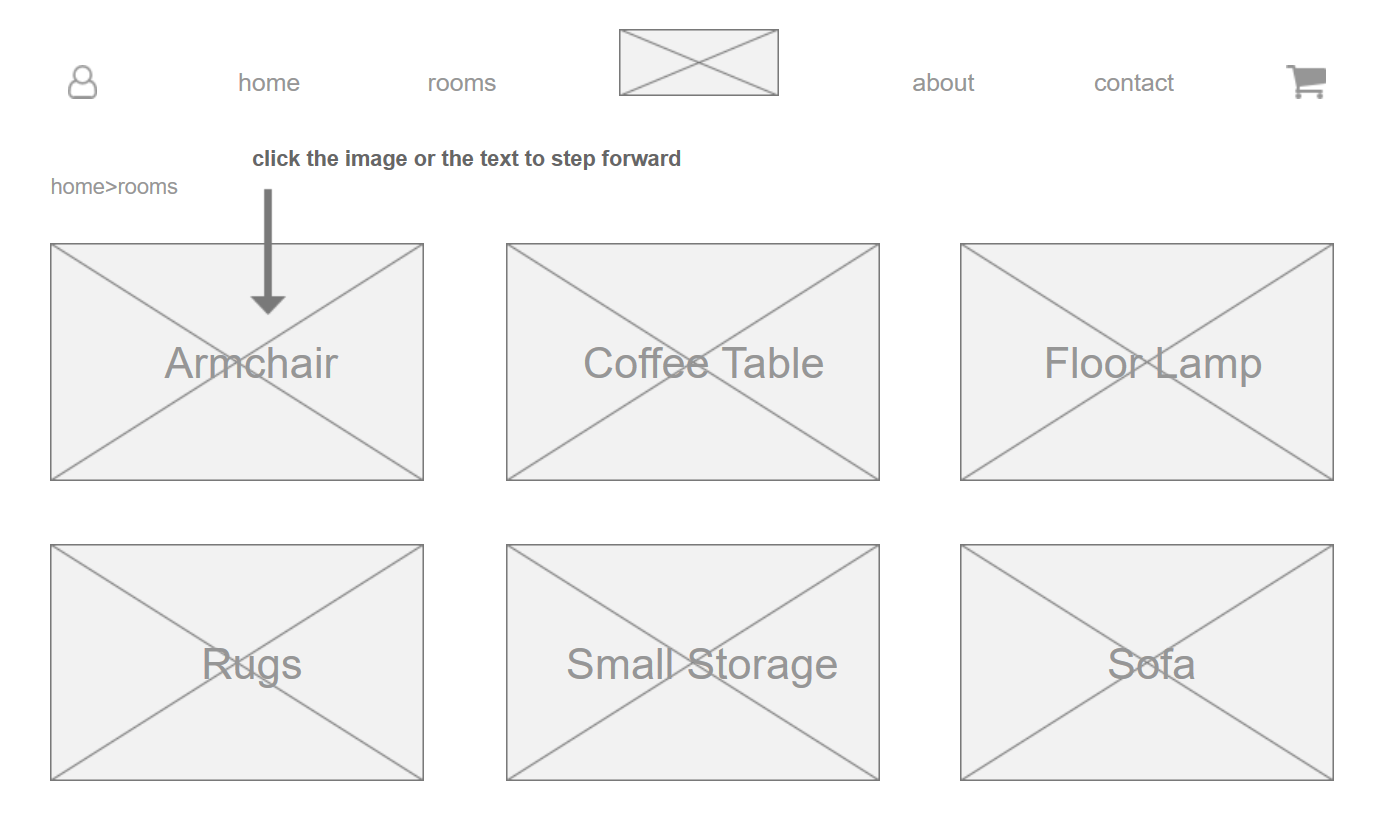 home
rooms
about
contact
click the image or the text to step forward
home>rooms
Armchair
Coffee Table
Floor Lamp
Rugs
Small Storage
Sofa